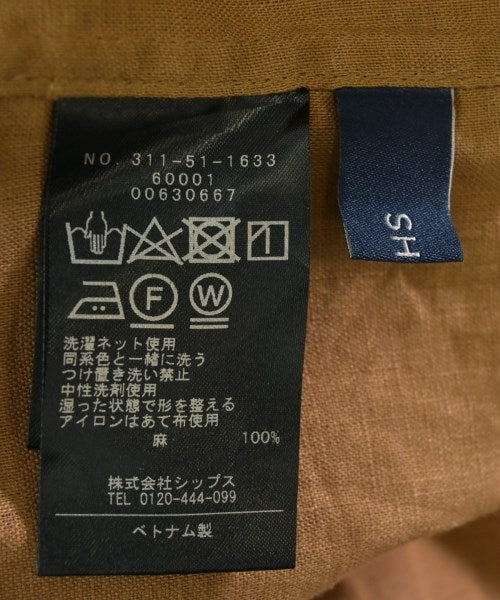 NO. 311-51-1633
60001
00630667
F W
洗濯ネット使用
同系色と一緒に洗う
つけ置き洗い禁止
中性洗剤使用
湿った状態で形を整える
アイロンはあて布使用
麻 100%
株式会社シップス
TEL 0120-444-099
ベトナム製
SH